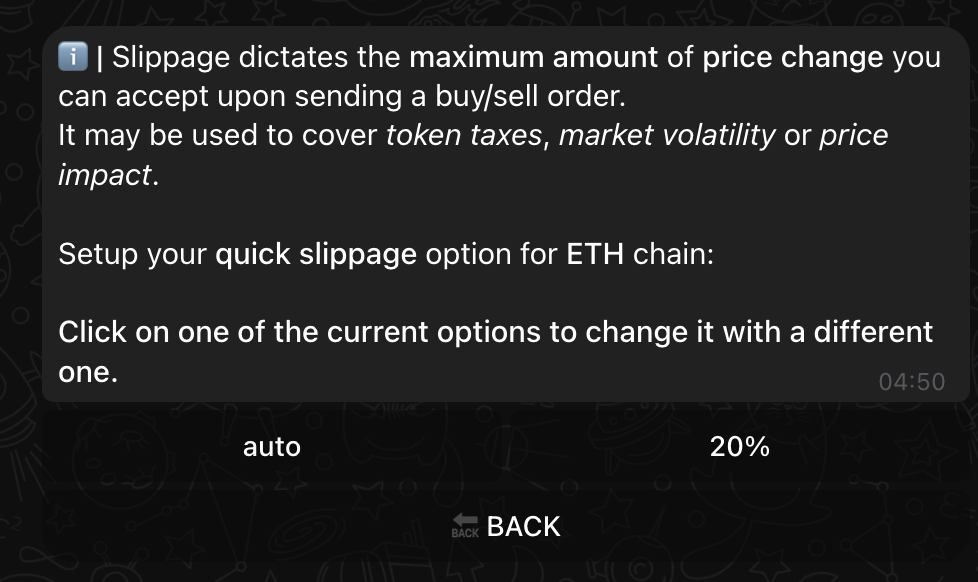 ℹ️ | Slippage dictates the maximum amount of price change you
can accept upon sending a buy/sell order.
It may be used to cover token taxes, market volatility or price
impact.
Setup your quick slippage option for ETH chain:
Click on one of the current options to change it with a different
one.
04:50
auto
20%
🔙 BACK